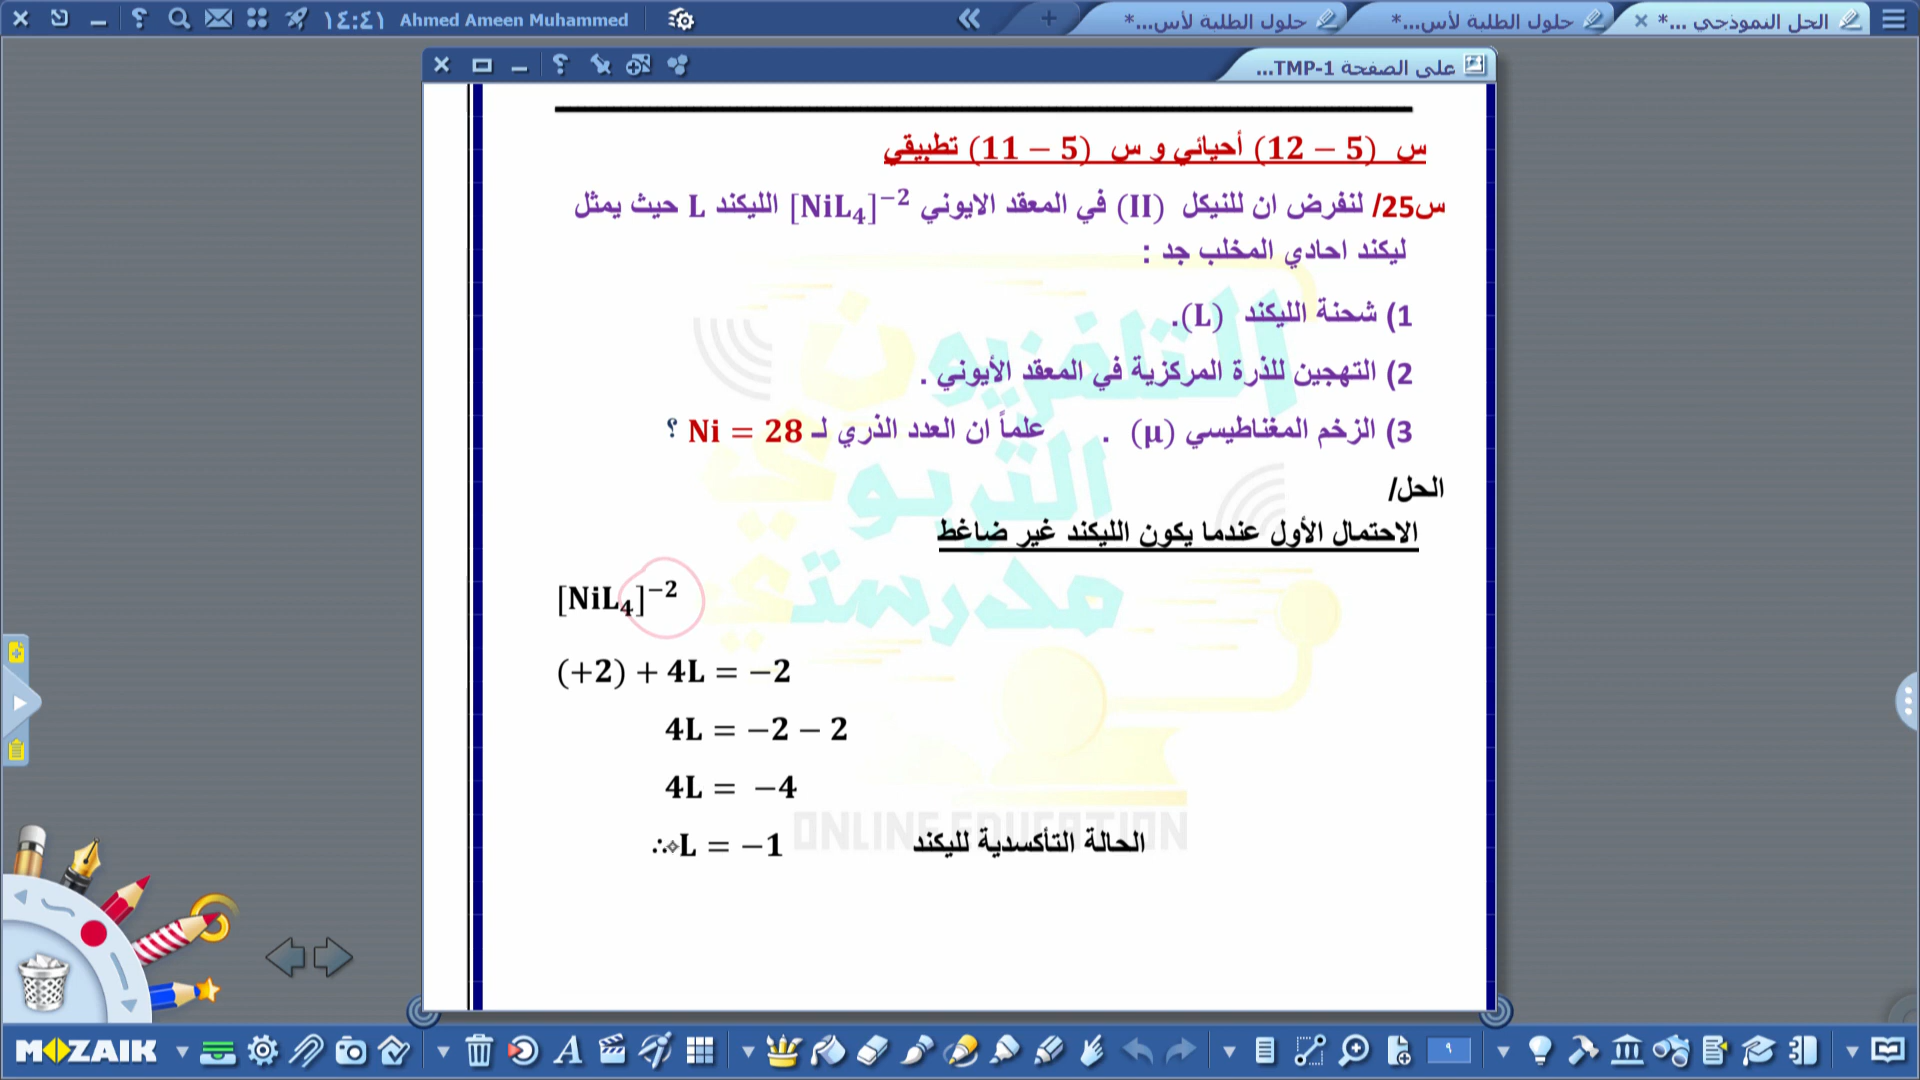 ١٤:٤١ Ahmed Ameen Muhammed
حلول الطلبة لأس...*
حلول الطلبة لأس...*
الحل النموذجي ...*
على الصفحة TMP-1...
س (5 − 12) أحيائي و س (5 − 11) تطبيقي
س25/ لنفرض ان للنيكل (II) في المعقد الايوني [NiL₄]⁻² الليكند L حيث يمثل
ليكند احادي المخلب جد :
1) شحنة الليكند (L).
2) التهجين للذرة المركزية في المعقد الأيوني .
3) الزخم المغناطيسي (μ) . علماً ان العدد الذري لـ Ni = 28 ؟
الحل/
الاحتمال الأول عندما يكون الليكند غير ضاغط
[NiL₄]⁻²
(+2) + 4L = −2
4L = −2 − 2
4L = −4
∴ L = −1 الحالة التأكسدية لليكند
التلفزيون
التربوي
مدرستي
ONLINE EDUCATION
MOZAIK
٩